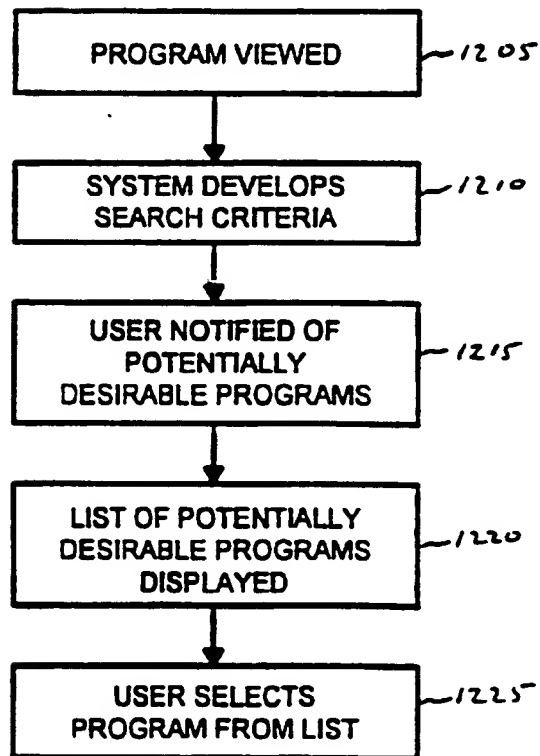 PROGRAM VIEWED
1205
SYSTEM DEVELOPS
SEARCH CRITERIA
1210
USER NOTIFIED OF
POTENTIALLY
DESIRABLE PROGRAMS
1215
LIST OF POTENTIALLY
DESIRABLE PROGRAMS
DISPLAYED
1220
USER SELECTS
PROGRAM FROM LIST
1225